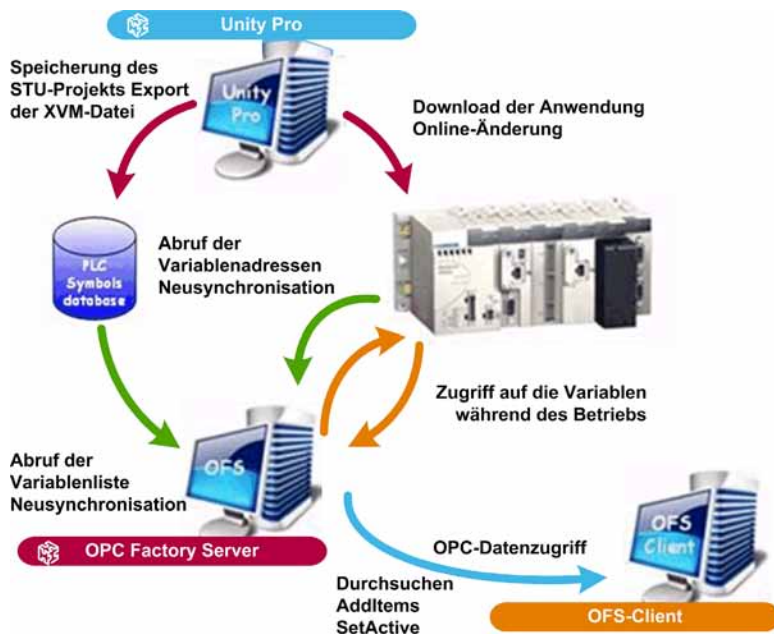 Unity Pro
Speicherung des
STU-Projekts Export
der XVM-Datei
Unity
Pro
Download der Anwendung
Online-Änderung
PLC
Symbols
database
Abruf der
Variablenadressen
Neusynchronisation
Zugriff auf die Variablen
während des Betriebs
Abruf der
Variablenliste
Neusynchronisation
OFS
OPC Factory Server
OPC-Datenzugriff
Durchsuchen
AddItems
SetActive
OFS
Client
OFS-Client